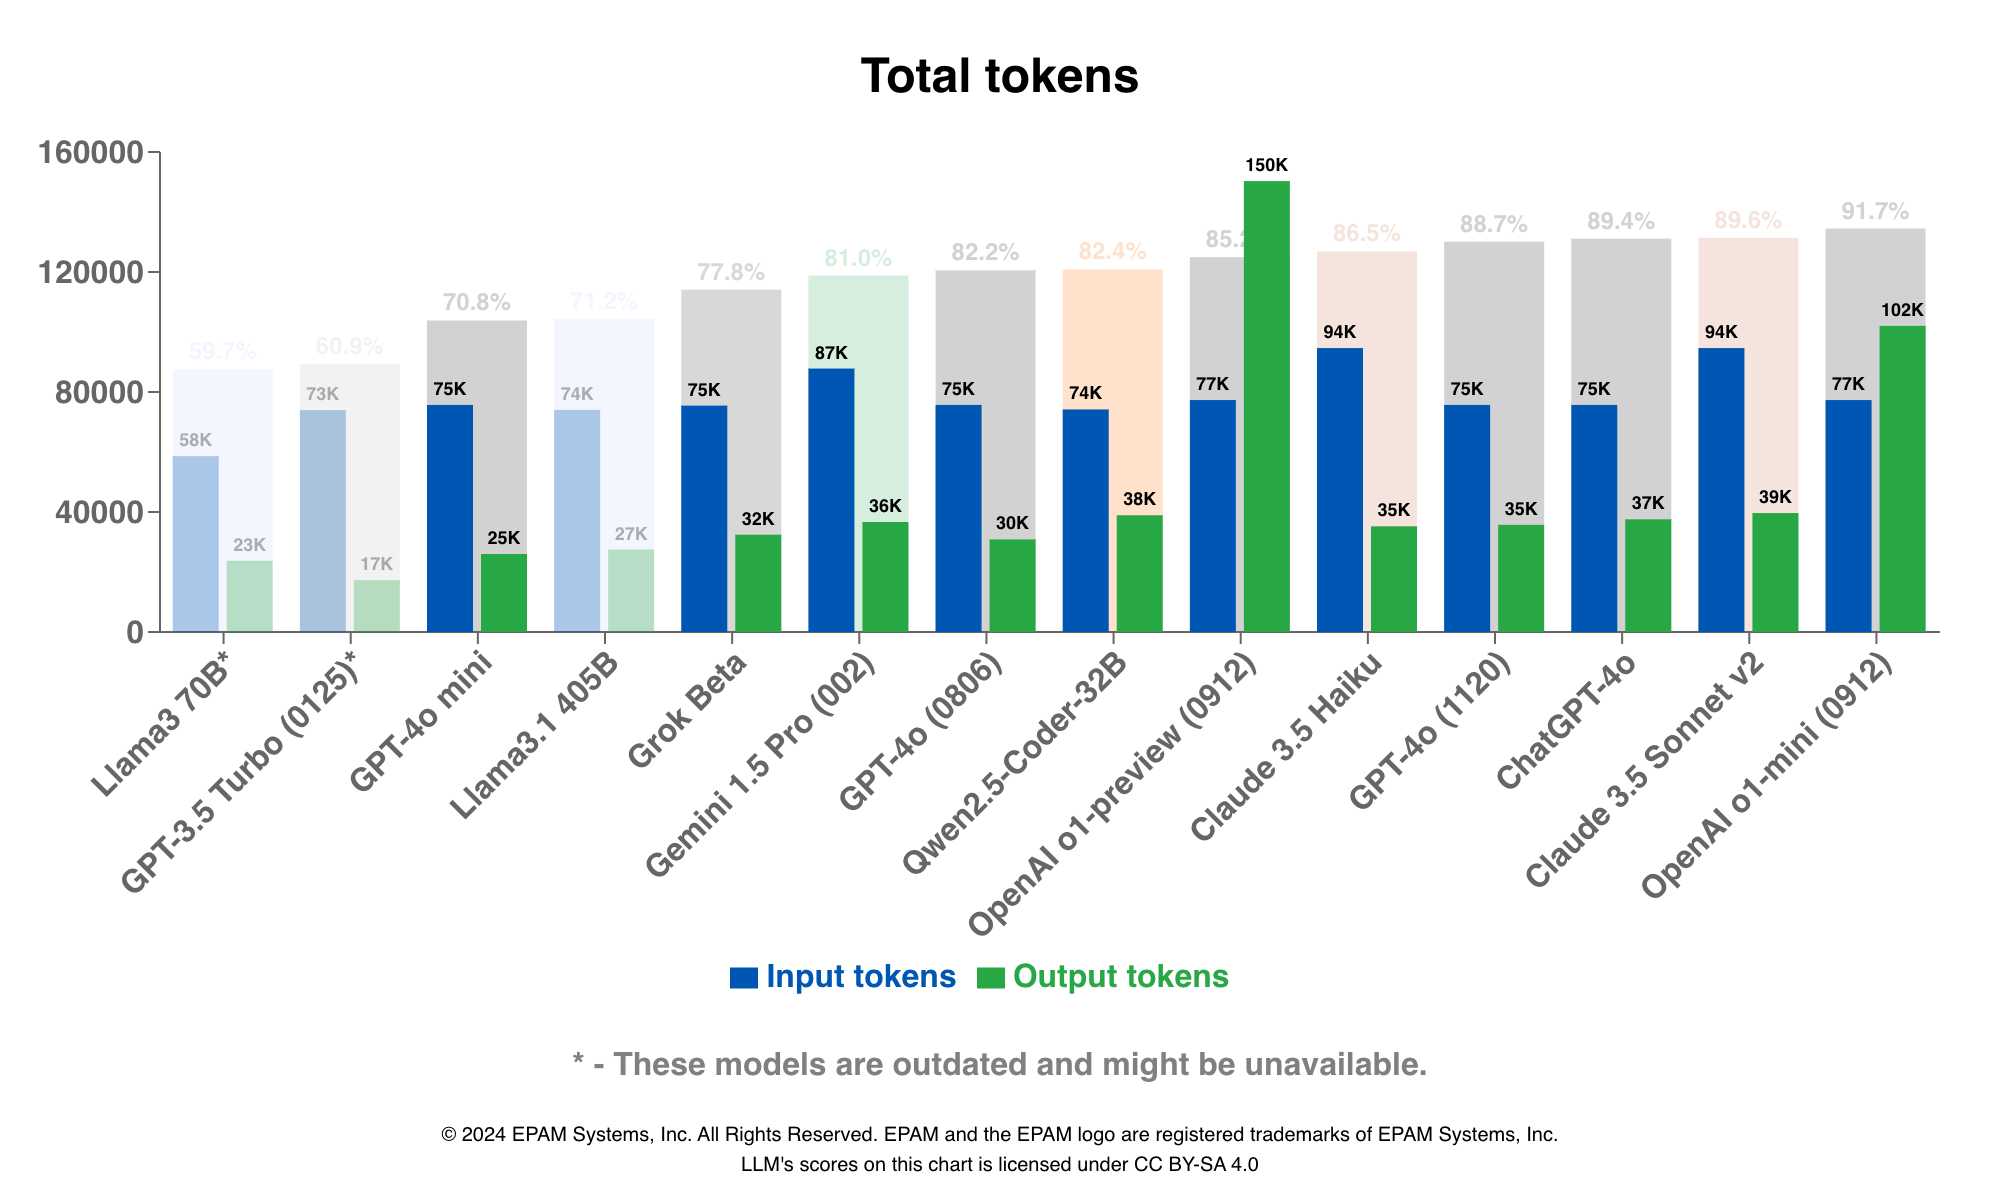 Total tokens
160000
120000
80000
40000
0
59.7%
60.9%
70.8%
71.2%
77.8%
81.0%
82.2%
82.4%
86.5%
88.7%
89.4%
89.6%
91.7%
58K
23K
73K
17K
75K
25K
74K
27K
75K
32K
87K
36K
75K
30K
74K
38K
77K
150K
94K
35K
75K
35K
75K
37K
94K
39K
77K
102K
Llama3 70B*
GPT-3.5 Turbo (0125)*
GPT-4o mini
Llama3.1 405B
Grok Beta
Gemini 1.5 Pro (002)
GPT-4o (0806)
Qwen2.5-Coder-32B
OpenAI o1-preview (0912)
Claude 3.5 Haiku
GPT-4o (1120)
ChatGPT-4o
Claude 3.5 Sonnet v2
OpenAI o1-mini (0912)
Input tokens
Output tokens
* - These models are outdated and might be unavailable.
© 2024 EPAM Systems, Inc. All Rights Reserved. EPAM and the EPAM logo are registered trademarks of EPAM Systems, Inc.
LLM's scores on this chart is licensed under CC BY-SA 4.0